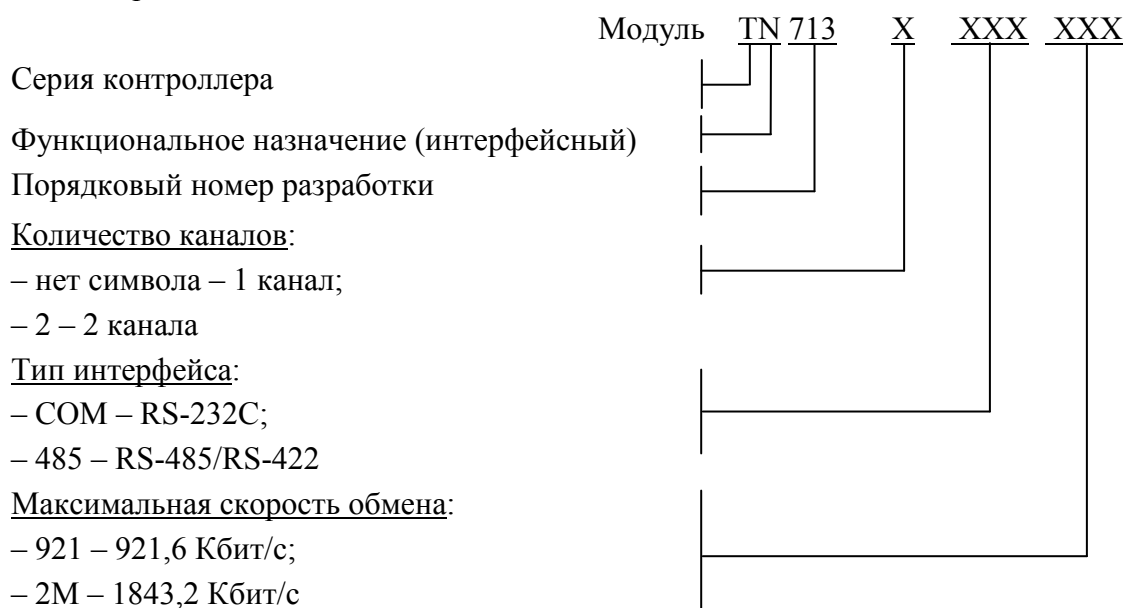 Модуль TN 713 X XXX XXX
Серия контроллера
Функциональное назначение (интерфейсный)
Порядковый номер разработки
Количество каналов:
– нет символа – 1 канал;
– 2 – 2 канала
Тип интерфейса:
– COM – RS-232C;
– 485 – RS-485/RS-422
Максимальная скорость обмена:
– 921 – 921,6 Кбит/с;
– 2M – 1843,2 Кбит/с